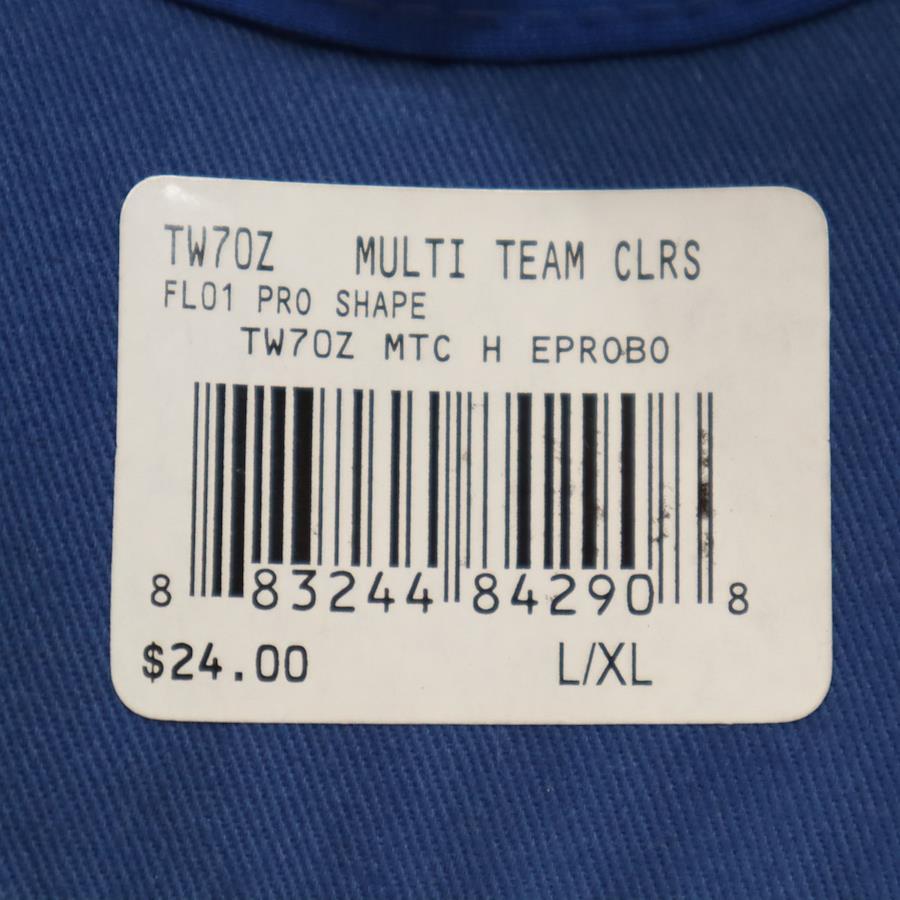 TW70Z MULTI TEAM CLRS
FL01 PRO SHAPE
TW70Z MTC H EPROBO
8 83244 84290 8
$24.00 L/XL